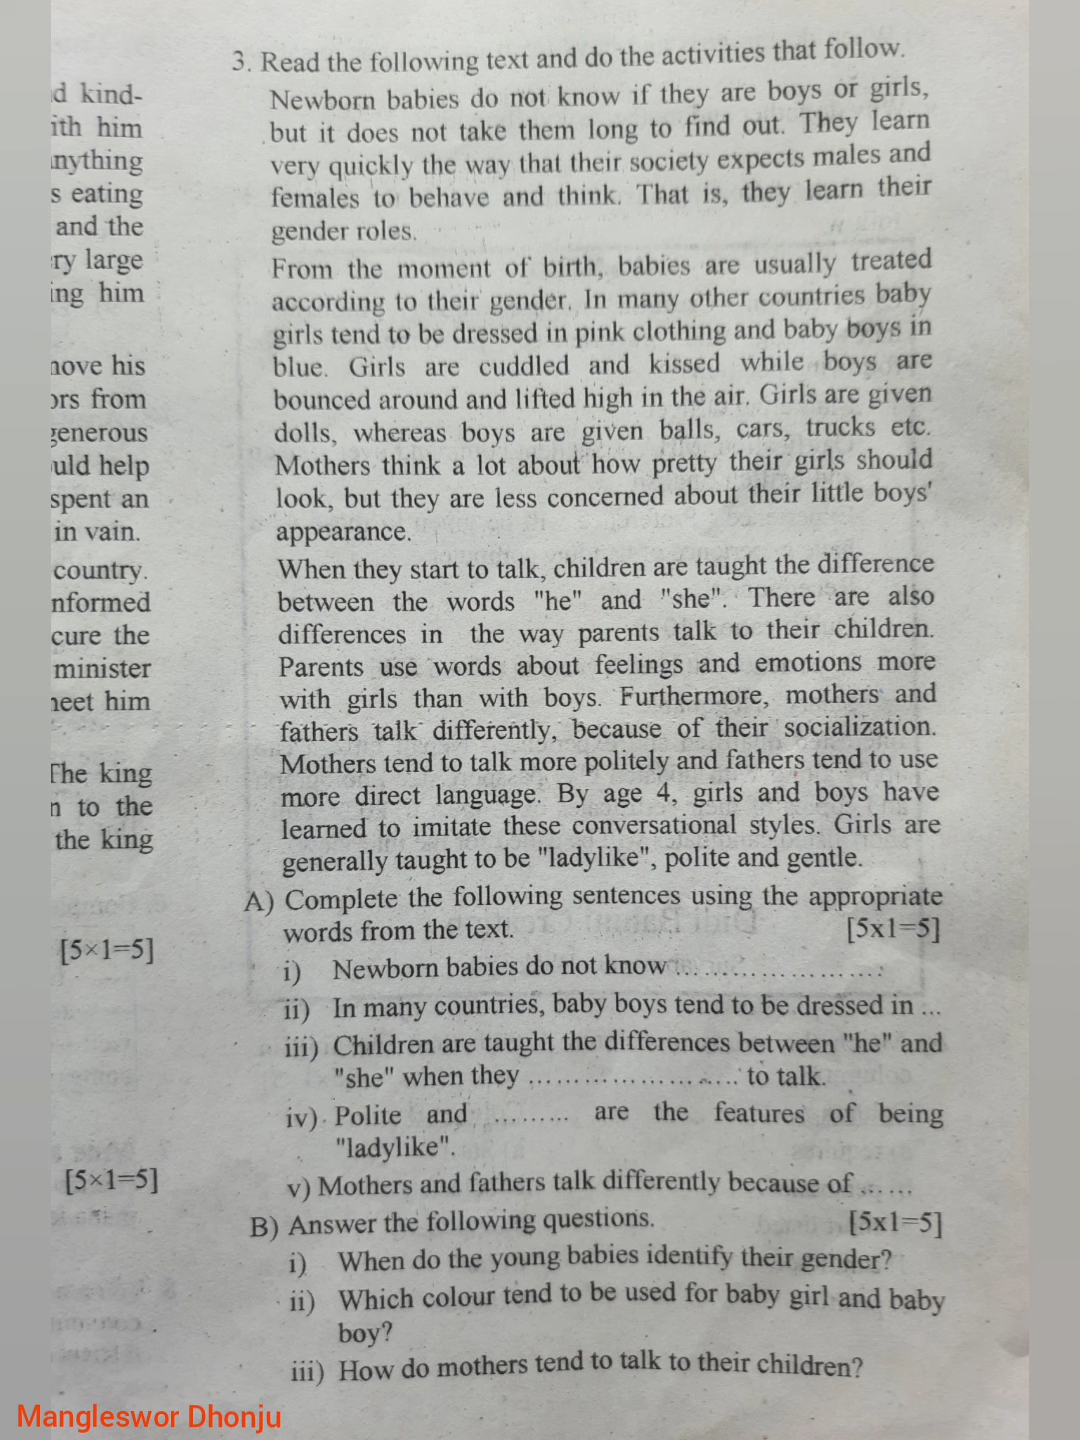 d kind-
ith him
nything
s eating
and the
ry large
ing him
nove his
ors from
generous
uld help
spent an
in vain.
country.
nformed
cure the
minister
neet him
The king
n to the
the king
[5×1=5]
[5×1=5]
3. Read the following text and do the activities that follow.
Newborn babies do not know if they are boys or girls,
but it does not take them long to find out. They learn
very quickly the way that their society expects males and
females to behave and think. That is, they learn their
gender roles.
From the moment of birth, babies are usually treated
according to their gender. In many other countries baby
girls tend to be dressed in pink clothing and baby boys in
blue. Girls are cuddled and kissed while boys are
bounced around and lifted high in the air. Girls are given
dolls, whereas boys are given balls, cars, trucks etc.
Mothers think a lot about how pretty their girls should
look, but they are less concerned about their little boys'
appearance.
When they start to talk, children are taught the difference
between the words "he" and "she". There are also
differences in the way parents talk to their children.
Parents use words about feelings and emotions more
with girls than with boys. Furthermore, mothers and
fathers talk differently, because of their socialization.
Mothers tend to talk more politely and fathers tend to use
more direct language. By age 4, girls and boys have
learned to imitate these conversational styles. Girls are
generally taught to be "ladylike", polite and gentle.
A) Complete the following sentences using the appropriate
words from the text. [5x1=5]
i) Newborn babies do not know ......................
ii) In many countries, baby boys tend to be dressed in ...
iii) Children are taught the differences between "he" and
"she" when they ...................... to talk.
iv) Polite and ......... are the features of being
"ladylike".
v) Mothers and fathers talk differently because of ......
B) Answer the following questions. [5x1=5]
i) When do the young babies identify their gender?
ii) Which colour tend to be used for baby girl and baby
boy?
iii) How do mothers tend to talk to their children?
Mangleswor Dhonju